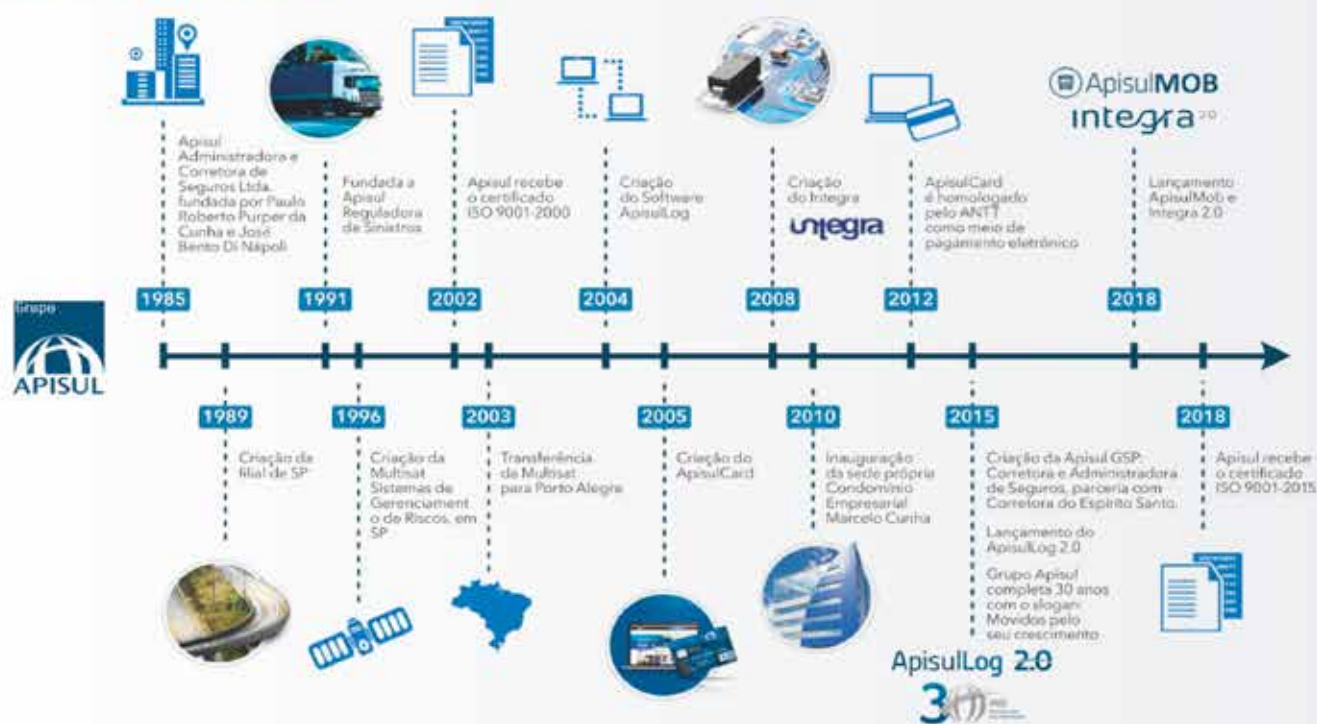 Apisul
Administradora e
Corretora de
Seguros Ltda.
fundada por Paulo
Roberto Purper da
Cunha e José
Bento Di Nápoli
Fundada a
Apisul
Reguladora
de Sinistros
Apisul recebe
o certificado
ISO 9001-2000
Criação
do Software
ApisulLog
Criação
do Integra
integra
ApisulCard
é homologado
pelo ANTT
como meio de
pagamento eletrônico
ApisulMOB
integra 2.0
Lançamento
ApisulMob e
Integra 2.0
1985
1991
2002
2004
2008
2012
2018
Grupo
APISUL
1989
1996
2003
2005
2010
2015
2018
Criação da
filial de SP
Criação da
Multisat
Sistemas de
Gerenciament
o de Riscos, em
SP
Transferência
da Multisat
para Porto Alegre
Criação do
ApisulCard
Inauguração
da sede própria
Condomínio
Empresarial
Marcelo Cunha
Criação da Apisul GSP:
Corretora e Administradora
de Seguros, parceria com
Corretora do Espírito Santo.
Lançamento do
ApisulLog 2.0
Grupo Apisul
completa 30 anos
com o slogan:
Movidos pelo
seu crescimento
ApisulLog 2.0
30
Apisul recebe
o certificado
ISO 9001-2015